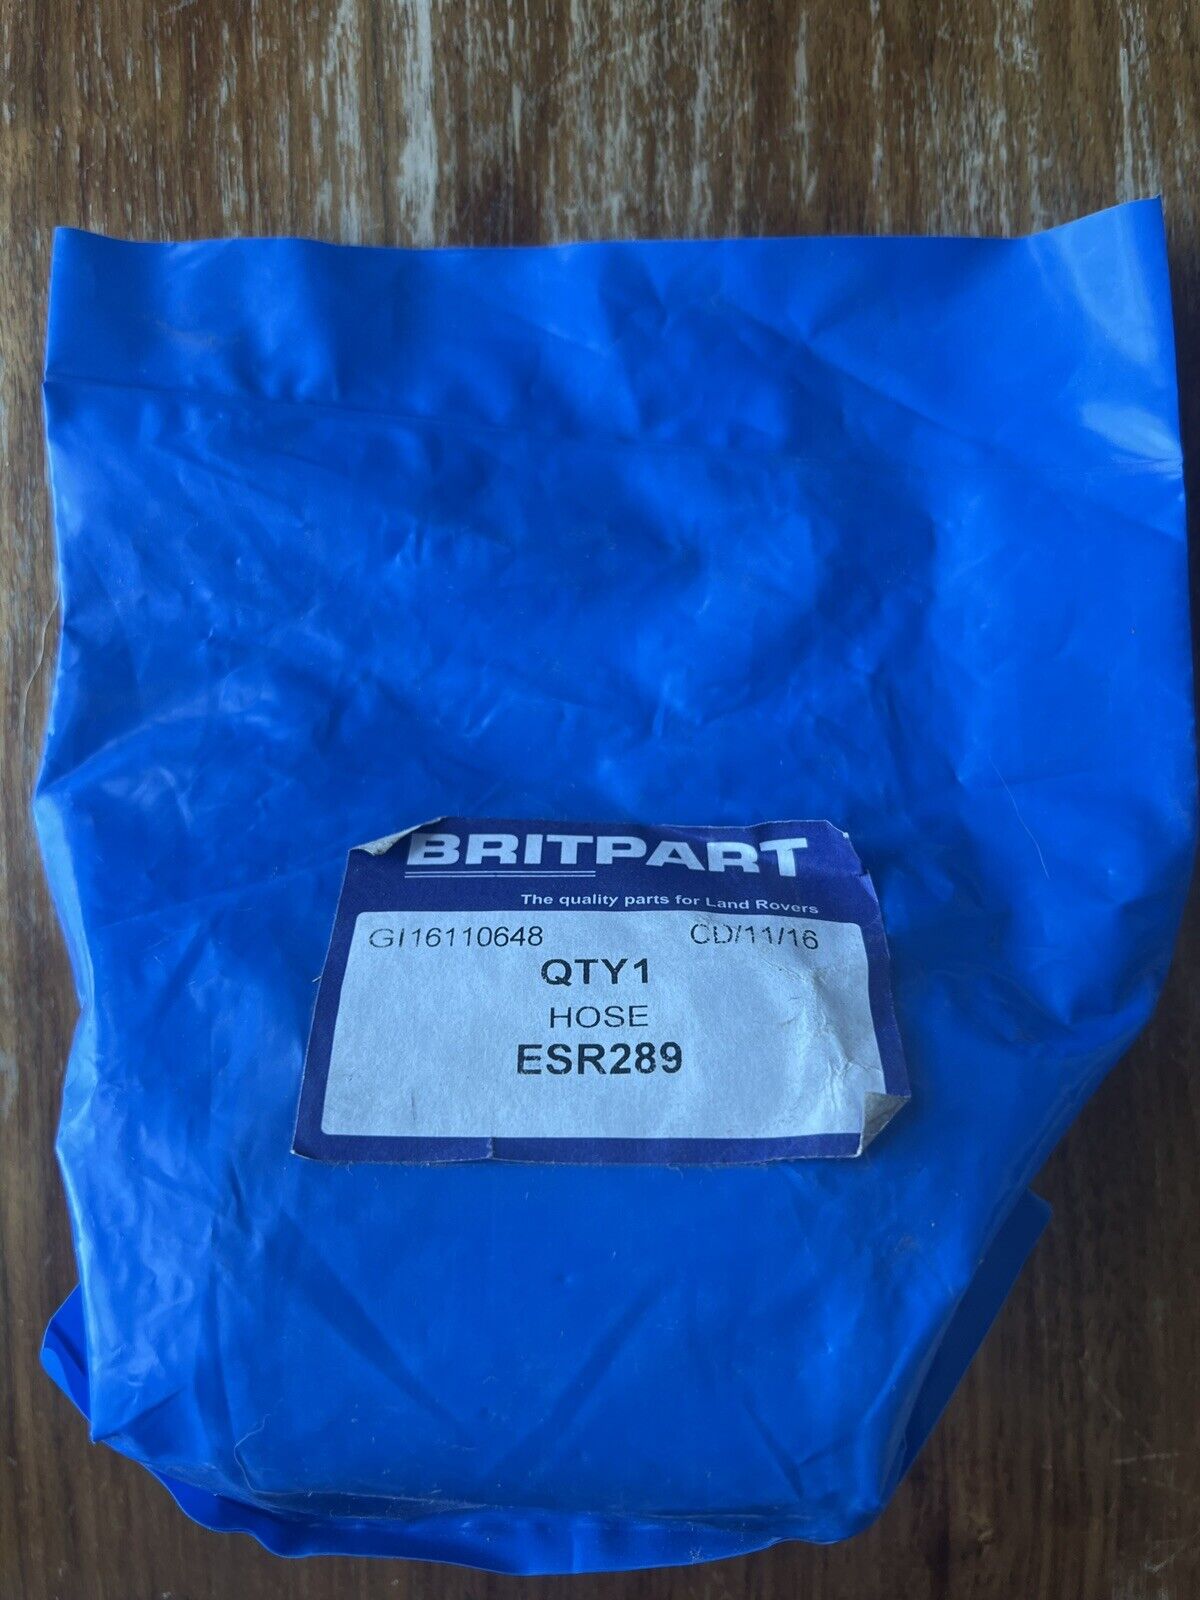 BRITPART
The quality parts for Land Rovers
GI16110648 CD/11/16
QTY1
HOSE
ESR289